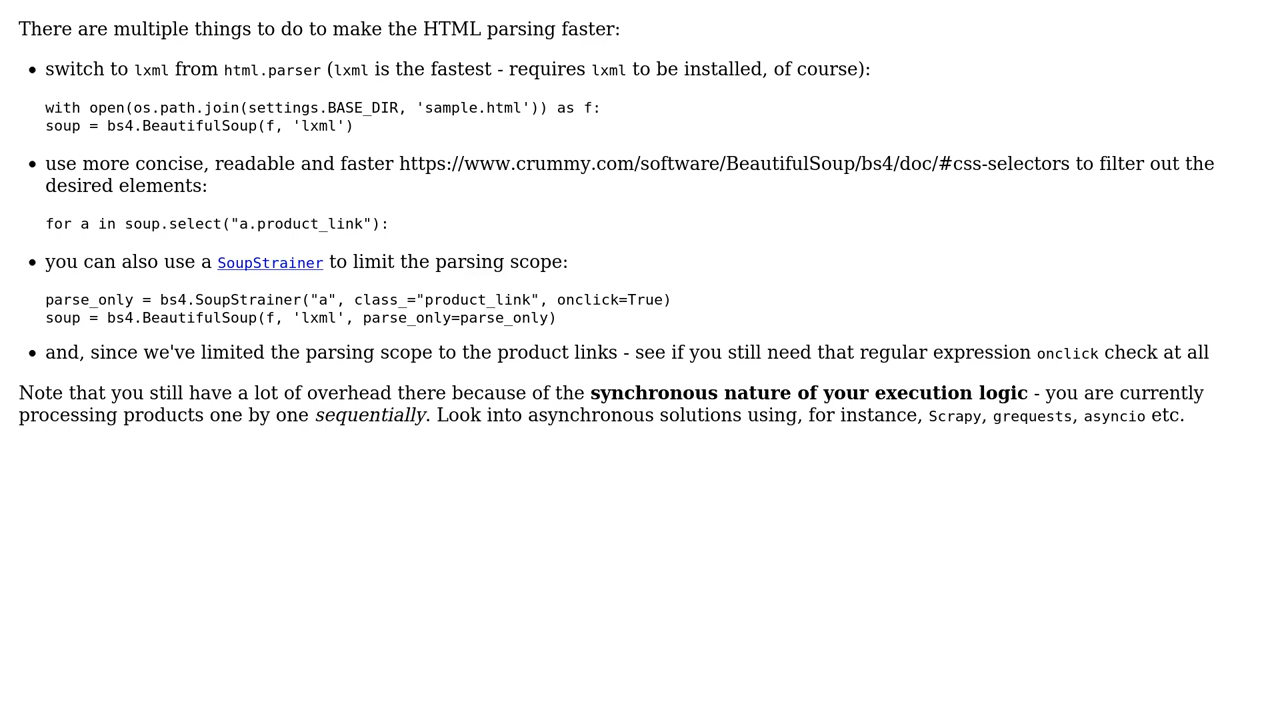 There are multiple things to do to make the HTML parsing faster:
• switch to lxml from html.parser (lxml is the fastest - requires lxml to be installed, of course):
with open(os.path.join(settings.BASE_DIR, 'sample.html')) as f:
soup = bs4.BeautifulSoup(f, 'lxml')
• use more concise, readable and faster https://www.crummy.com/software/BeautifulSoup/bs4/doc/#css-selectors to filter out the
desired elements:
for a in soup.select("a.product_link"):
• you can also use a SoupStrainer to limit the parsing scope:
parse_only = bs4.SoupStrainer("a", class_="product_link", onclick=True)
soup = bs4.BeautifulSoup(f, 'lxml', parse_only=parse_only)
• and, since we've limited the parsing scope to the product links - see if you still need that regular expression onclick check at all
Note that you still have a lot of overhead there because of the synchronous nature of your execution logic - you are currently
processing products one by one sequentially. Look into asynchronous solutions using, for instance, Scrapy, grequests, asyncio etc.